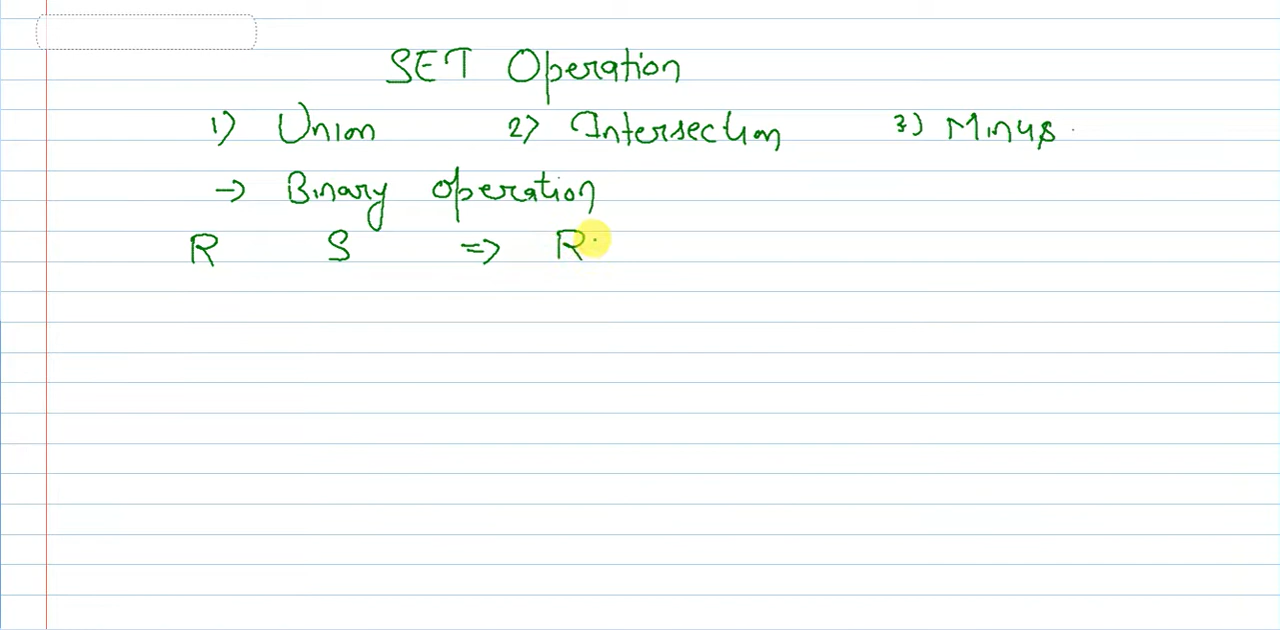 SET Operation
1) Union 2) Intersection 3) Minus
→ Binary operation
R S ⇒ R